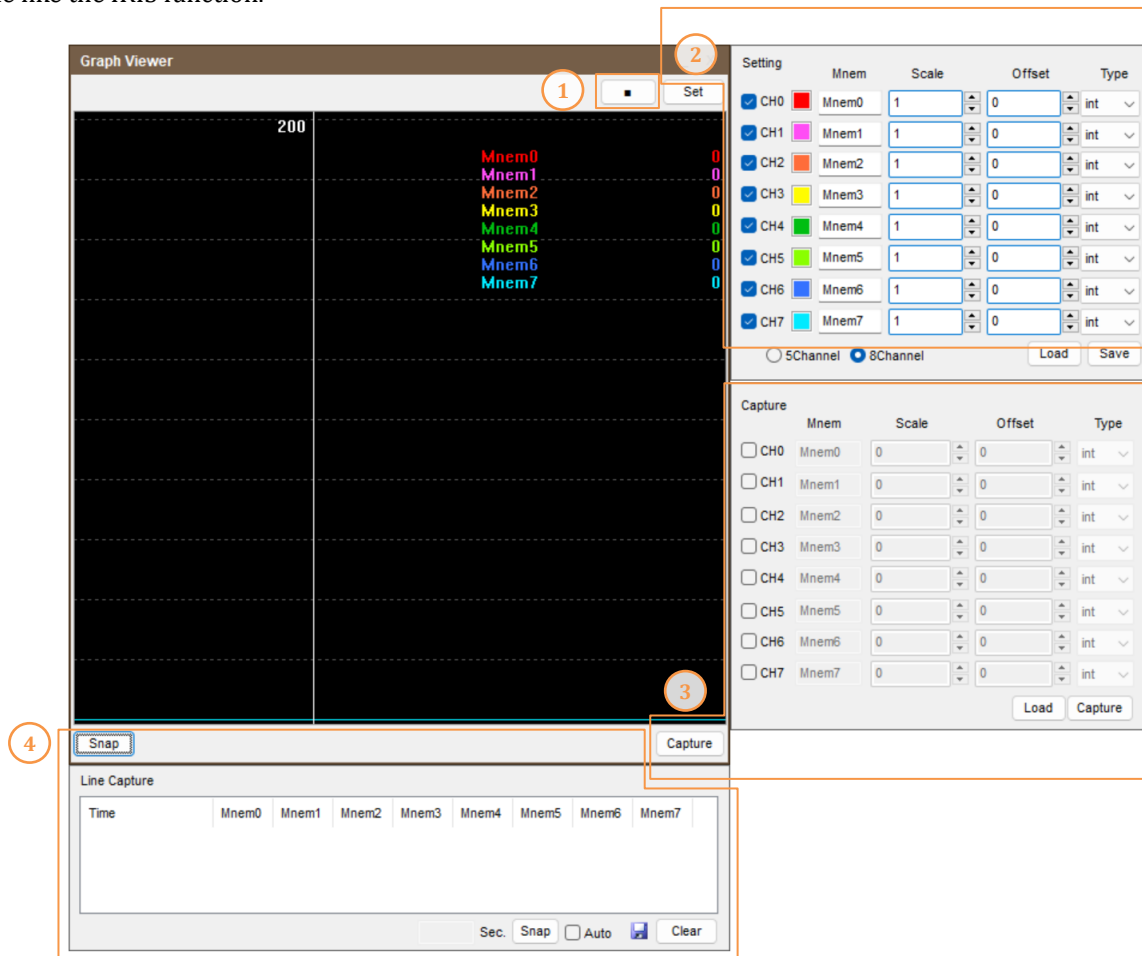 Graph Viewer
1
■
Set
2
200
Mnem0 0
Mnem1 0
Mnem2 0
Mnem3 0
Mnem4 0
Mnem5 0
Mnem6 0
Mnem7 0
Setting
Mnem Scale Offset Type
CH0 Mnem0 1 0 int
CH1 Mnem1 1 0 int
CH2 Mnem2 1 0 int
CH3 Mnem3 1 0 int
CH4 Mnem4 1 0 int
CH5 Mnem5 1 0 int
CH6 Mnem6 1 0 int
CH7 Mnem7 1 0 int
5Channel 8Channel Load Save
Capture
Mnem Scale Offset Type
CH0 Mnem0 0 0 int
CH1 Mnem1 0 0 int
CH2 Mnem2 0 0 int
CH3 Mnem3 0 0 int
CH4 Mnem4 0 0 int
CH5 Mnem5 0 0 int
CH6 Mnem6 0 0 int
CH7 Mnem7 0 0 int
Load Capture
3
4
Snap Capture
Line Capture
Time Mnem0 Mnem1 Mnem2 Mnem3 Mnem4 Mnem5 Mnem6 Mnem7
Sec. Snap Auto Clear